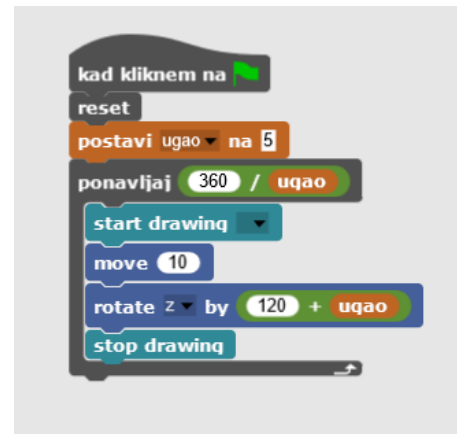 kad kliknem na
reset
postavi ugao na 5
ponavljaj 360 / ugao
start drawing
move 10
rotate z by 120 + ugao
stop drawing